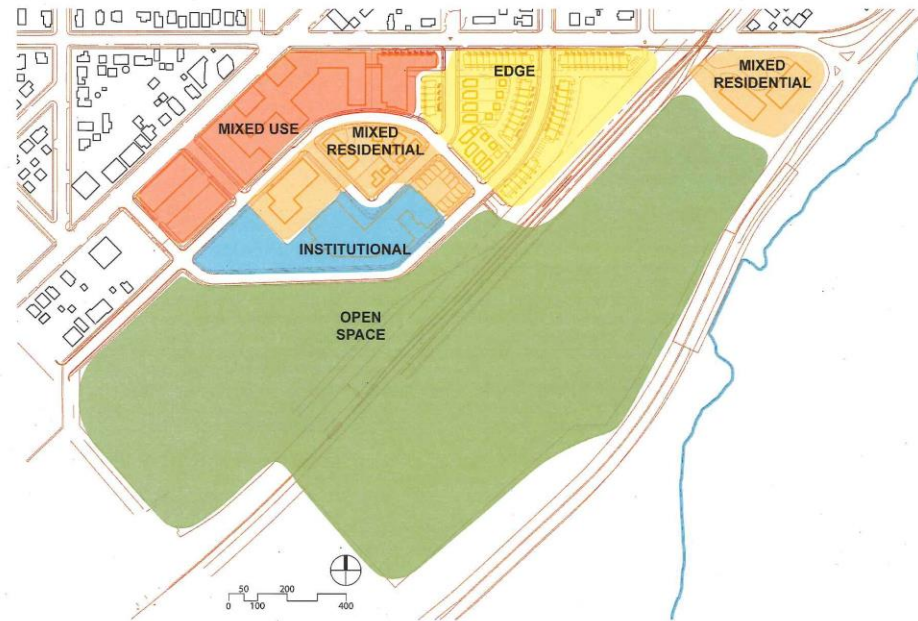 EDGE
MIXED
RESIDENTIAL
MIXED USE
MIXED
RESIDENTIAL
INSTITUTIONAL
OPEN
SPACE
50 200
0 100 400